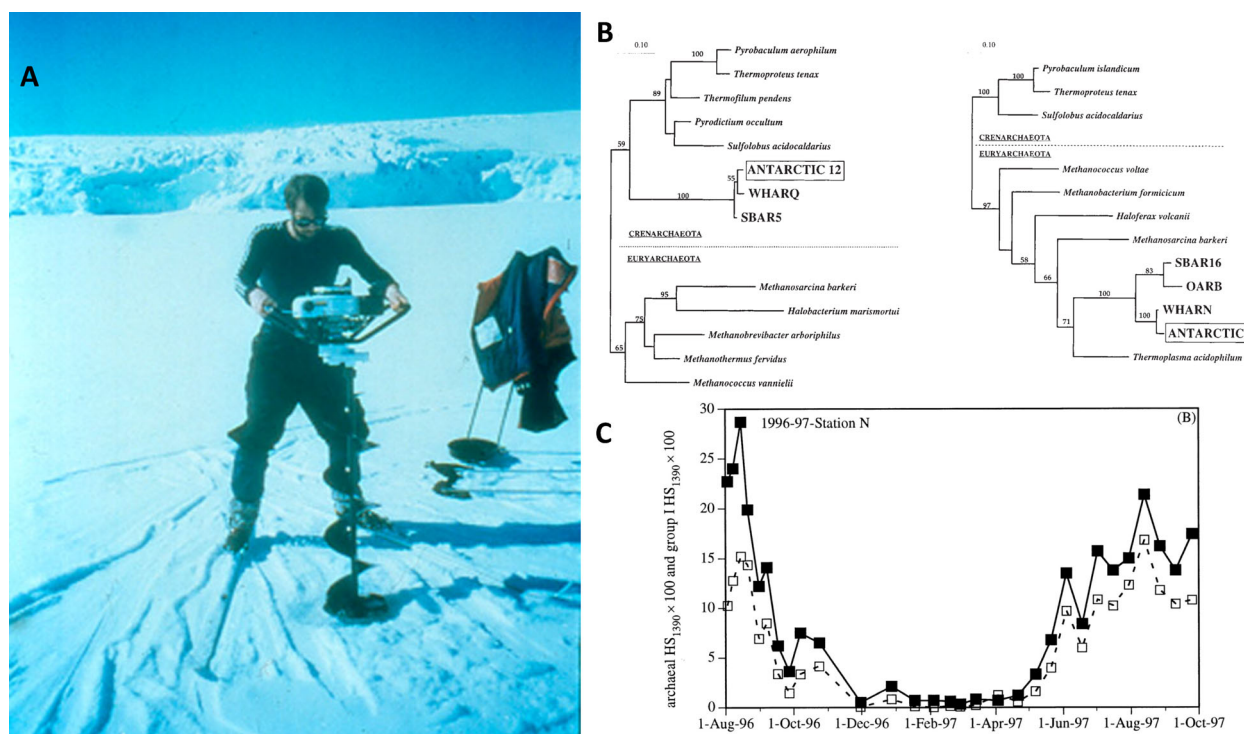 A
B
0.10
100
Pyrobaculum aerophilum
Thermoproteus tenax
89
Thermofilum pendens
Pyrodictium occultum
59
Sulfolobus acidocaldarius
55
ANTARCTIC 12
100
WHARQ
SBAR5
CRENARCHAEOTA
EURYARCHAEOTA
Methanosarcina barkeri
95
Halobacterium marismortui
75
Methanobrevibacter arboriphilus
65
Methanothermus fervidus
Methanococcus vannielii
0.10
Pyrobaculum islandicum
100
100
Thermoproteus tenax
Sulfolobus acidocaldarius
CRENARCHAEOTA
EURYARCHAEOTA
Methanococcus voltae
97
Methanobacterium formicicum
Haloferax volcanii
58
Methanosarcina barkeri
66
SBAR16
83
OARB
100
WHARN
100
ANTARCTIC
71
Thermoplasma acidophilum
C
1996-97-Station N
(B)
archaeal HS1390 × 100 and group I HS1390 × 100
30
25
20
15
10
5
0
1-Aug-96 1-Oct-96 1-Dec-96 1-Feb-97 1-Apr-97 1-Jun-97 1-Aug-97 1-Oct-97